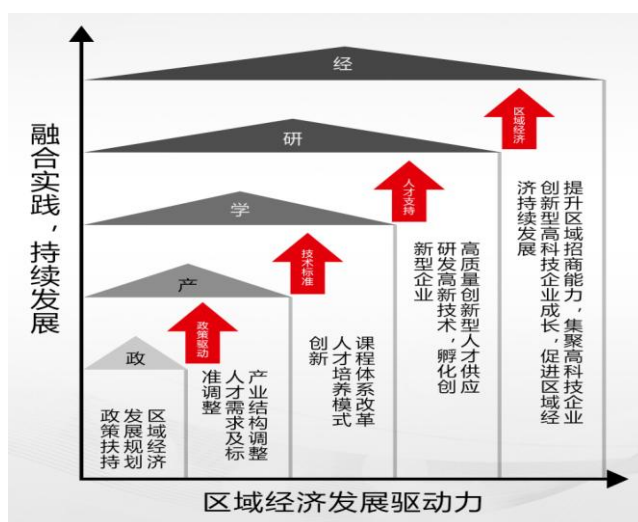 融合实践，持续发展
经
研
学
产
政
区域经济
人才支持
技术标准
政策驱动
区域经济
发展规划
政策扶持
产业结构调整
人才需求及标
准调整
课程体系改革
人才培养模式
创新
高质量创新型人才供应
研发高新技术，孵化创
新型企业
提升区域招商能力，集聚高科技企业
创新型高科技企业成长，促进区域经
济持续发展
区域经济发展驱动力